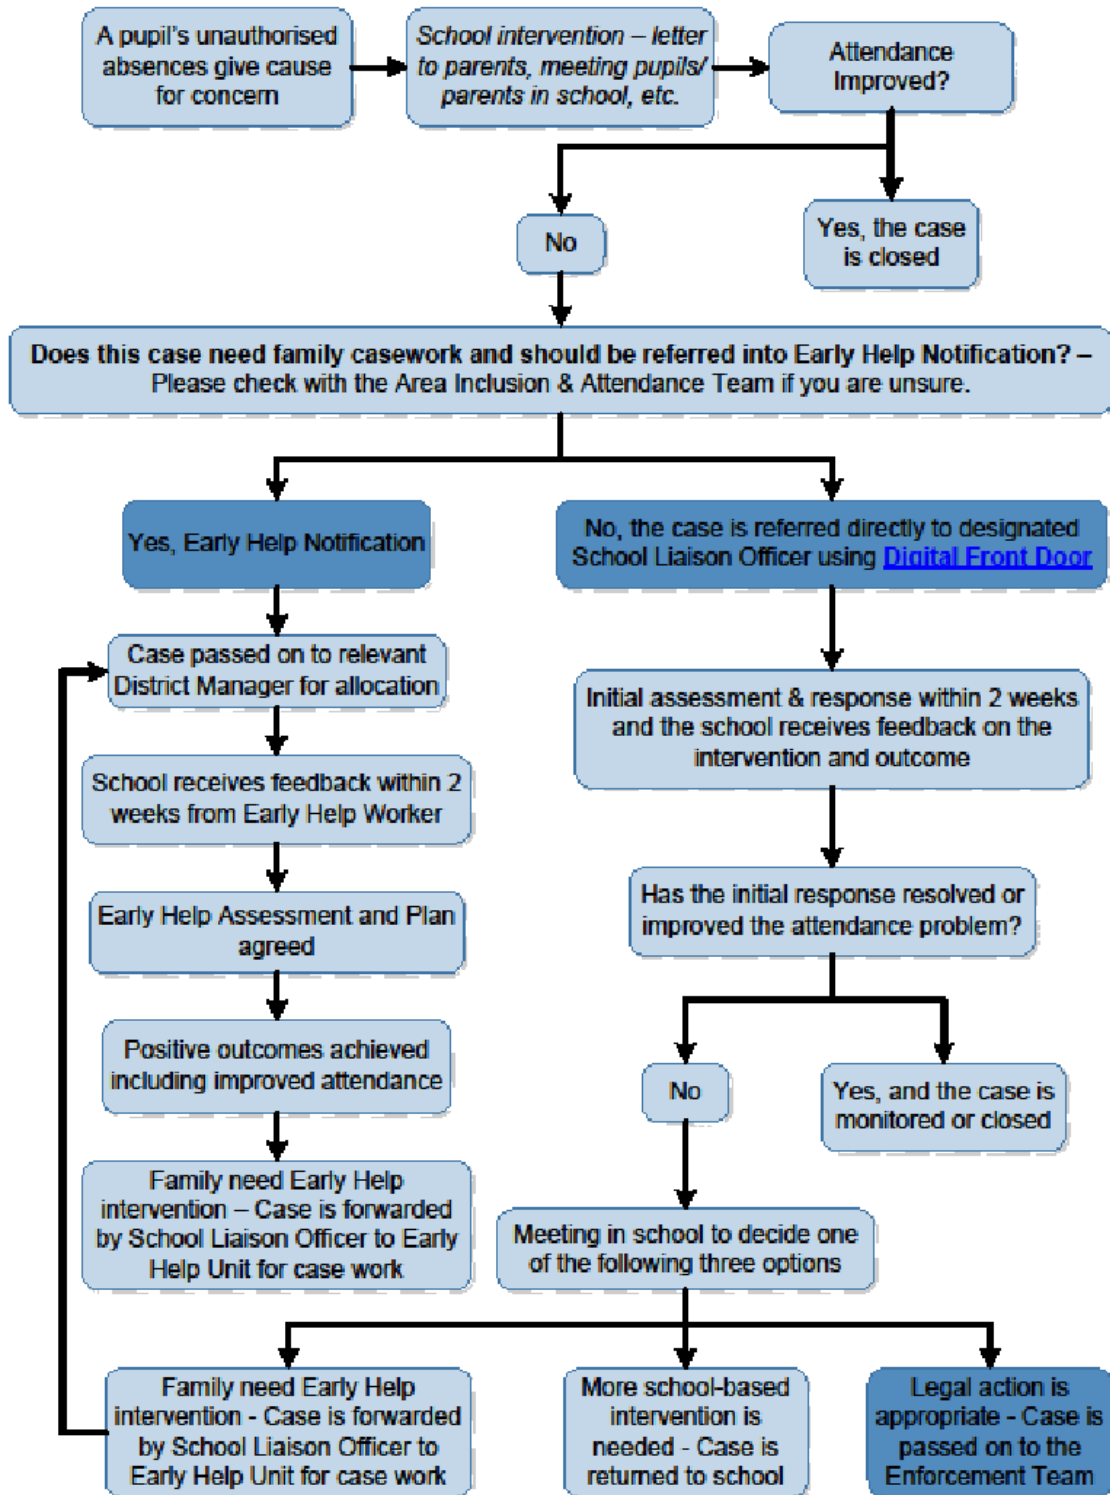 A pupil's unauthorised
absences give cause
for concern
School intervention – letter
to parents, meeting pupils/
parents in school, etc.
Attendance
Improved?
No
Yes, the case
is closed
Does this case need family casework and should be referred into Early Help Notification? –
Please check with the Area Inclusion & Attendance Team if you are unsure.
Yes, Early Help Notification
No, the case is referred directly to designated
School Liaison Officer using Digital Front Door
Case passed on to relevant
District Manager for allocation
Initial assessment & response within 2 weeks
and the school receives feedback on the
intervention and outcome
School receives feedback within 2
weeks from Early Help Worker
Has the initial response resolved or
improved the attendance problem?
Early Help Assessment and Plan
agreed
Positive outcomes achieved
including improved attendance
No
Yes, and the case is
monitored or closed
Family need Early Help
intervention – Case is forwarded
by School Liaison Officer to Early
Help Unit for case work
Meeting in school to decide one
of the following three options
Family need Early Help
intervention - Case is forwarded
by School Liaison Officer to
Early Help Unit for case work
More school-based
intervention is
needed - Case is
returned to school
Legal action is
appropriate - Case is
passed on to the
Enforcement Team